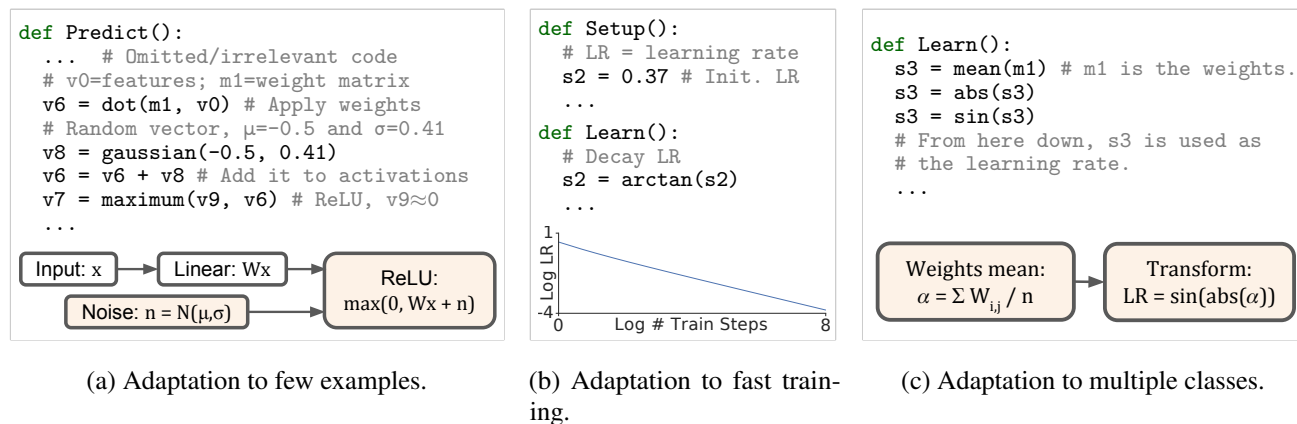 def Predict():
... # Omitted/irrelevant code
# v0=features; m1=weight matrix
v6 = dot(m1, v0) # Apply weights
# Random vector, μ=-0.5 and σ=0.41
v8 = gaussian(-0.5, 0.41)
v6 = v6 + v8 # Add it to activations
v7 = maximum(v9, v6) # ReLU, v9≈0
...
Input: x
Linear: Wx
Noise: n = N(μ,σ)
ReLU:
max(0, Wx + n)
(a) Adaptation to few examples.
def Setup():
# LR = learning rate
s2 = 0.37 # Init. LR
...
def Learn():
# Decay LR
s2 = arctan(s2)
...
1
Log LR
-4
0
Log # Train Steps
8
(b) Adaptation to fast train-
ing.
def Learn():
s3 = mean(m1) # m1 is the weights.
s3 = abs(s3)
s3 = sin(s3)
# From here down, s3 is used as
# the learning rate.
...
Weights mean:
α = Σ Wi,j / n
Transform:
LR = sin(abs(α))
(c) Adaptation to multiple classes.